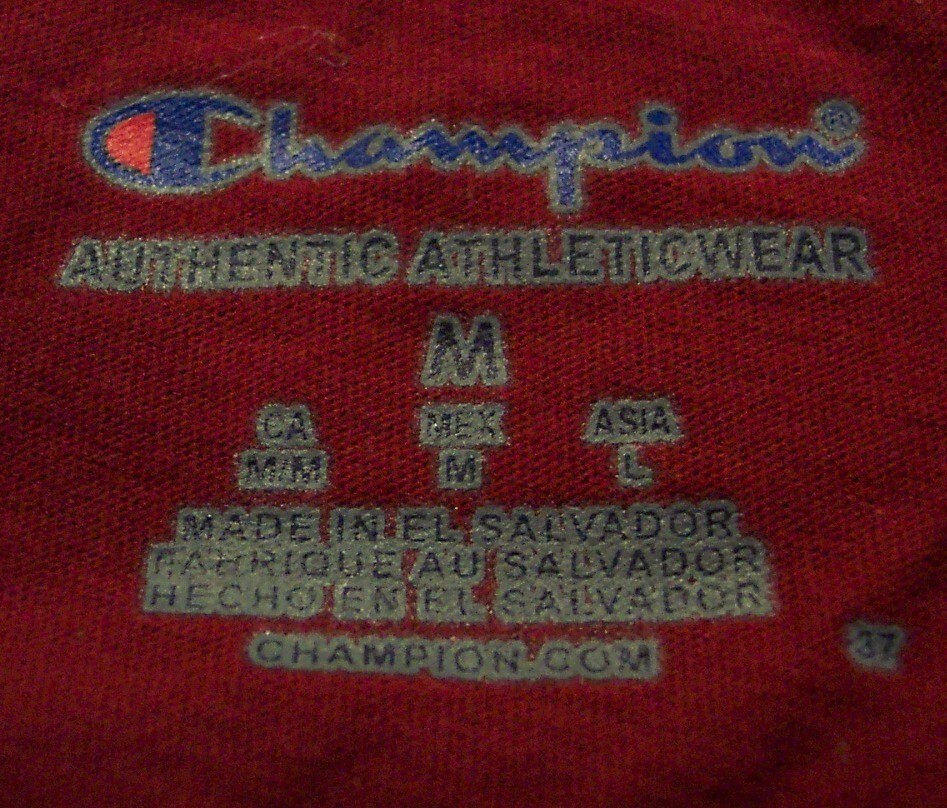 Champion®
AUTHENTIC ATHLETICWEAR
M
CA MEX ASIA
M/M M L
MADE IN EL SALVADOR
FABRIQUE AU SALVADOR
HECHO EN EL SALVADOR
CHAMPION.COM
37